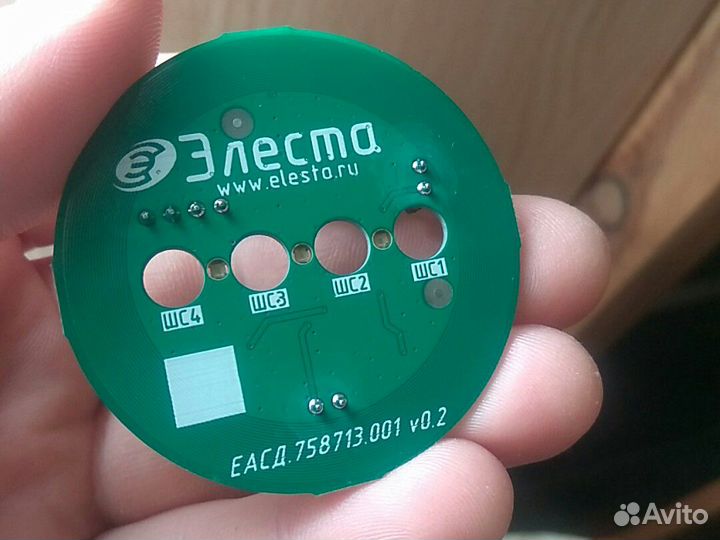 Элеста
www.elesta.ru
ШС4 ШС3 ШС2 ШС1
ЕАСД.758713.001 v0.2
Avito